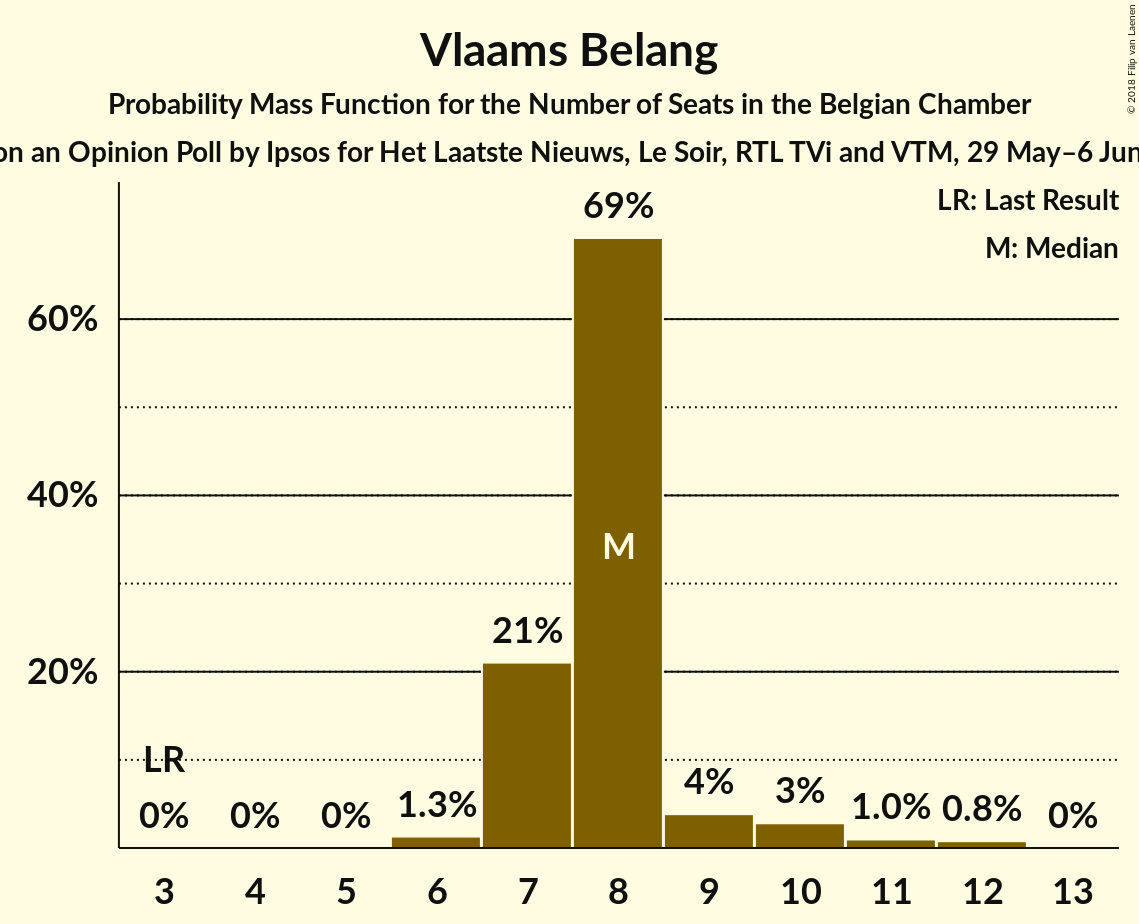 Vlaams Belang
Probability Mass Function for the Number of Seats in the Belgian Chamber
on an Opinion Poll by Ipsos for Het Laatste Nieuws, Le Soir, RTL TVi and VTM, 29 May–6 Jun
© 2018 Filip van Laenen
LR: Last Result
M: Median
69%
60%
40%
M
21%
20%
LR
0% 0% 0% 1.3% 4% 3% 1.0% 0.8% 0%
3 4 5 6 7 8 9 10 11 12 13